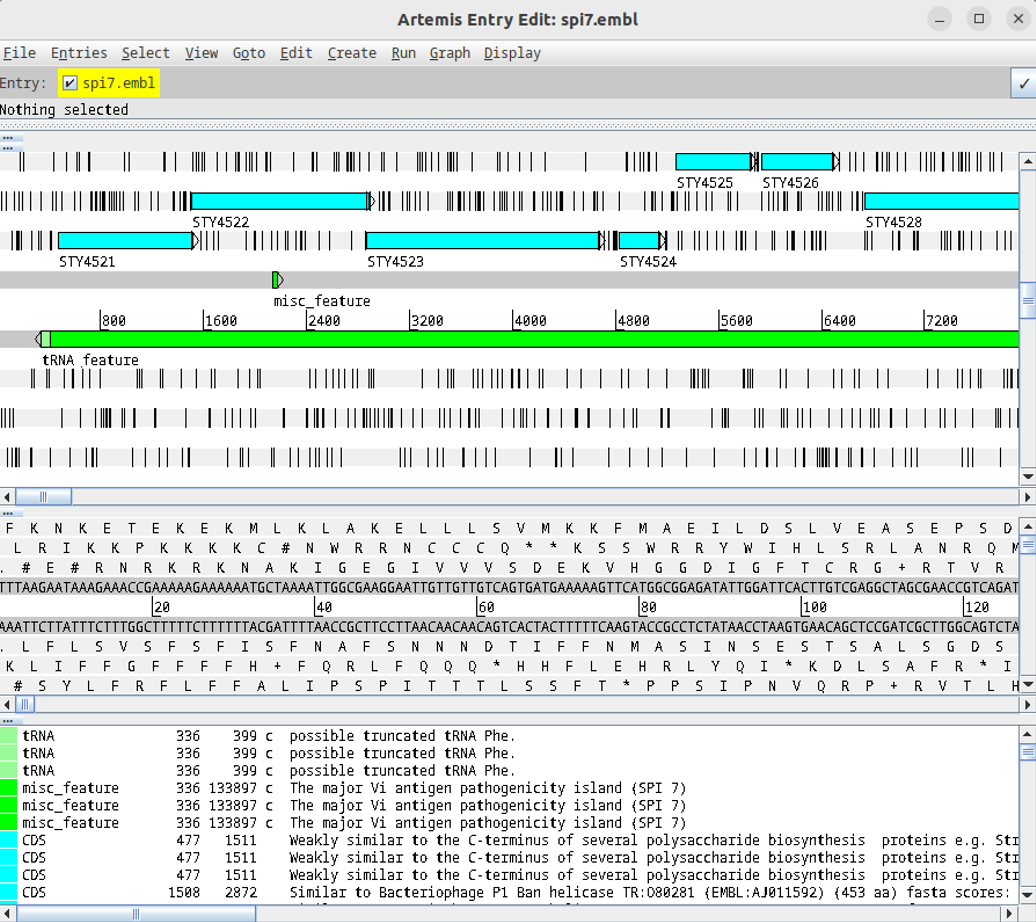 Artemis Entry Edit: spi7.embl
File Entries Select View Goto Edit Create Run Graph Display
Entry: spi7.embl
Nothing selected
STY4525 STY4526
STY4522 STY4528
STY4521 STY4523 STY4524
misc_feature
800 1600 2400 3200 4000 4800 5600 6400 7200
tRNA feature
F K N K E T E K E K M L K L A K E L L L S V M K K F M A E I L D S L V E A S E P S D
L R I K K P K K K K C # N W R R N C C C Q * * K S S W R R Y W I H L S R L A N R Q M
. # E # R N R K R K N A K I G E G I V V V S D E K V H G G D I G F T C R G + R T V R
TTTAAGAATAAAGAAACCGAAAAAGAAAAAATGCTAAAATTGGCGAAGGAATTGTTGTTGTCAGTGATGAAAAAGTTCATGGCGGAGATATTGGATTCACTTGTCGAGGCTAGCGAACCGTCAGAT
20 40 60 80 100 120
AAATTCTTATTTCTTTGGCTTTTTCTTTTTTACGATTTTAACCGCTTCCTTAACAACAACAGTCACTACTTTTTCAAGTACCGCCTCTATAACCTAAGTGAACAGCTCCGATCGCTTGGCAGTCTA
. L F L S V S F S F I S F N A F S N N N D T I F F N M A S I N S E S T S A L S G D S
K L I F F G F F F F H + F Q R L F Q Q Q * H H F L E H R L Y Q I * K D L S A F R * I
# S Y L F R F L F F A L I P S P I T T T L S S F T * P P S I P N V Q R P + R V T L H
tRNA 336 399 c possible truncated tRNA Phe.
tRNA 336 399 c possible truncated tRNA Phe.
tRNA 336 399 c possible truncated tRNA Phe.
misc_feature 336 133897 c The major Vi antigen pathogenicity island (SPI 7)
misc_feature 336 133897 c The major Vi antigen pathogenicity island (SPI 7)
misc_feature 336 133897 c The major Vi antigen pathogenicity island (SPI 7)
CDS 477 1511 Weakly similar to the C-terminus of several polysaccharide biosynthesis proteins e.g. Str
CDS 477 1511 Weakly similar to the C-terminus of several polysaccharide biosynthesis proteins e.g. Str
CDS 477 1511 Weakly similar to the C-terminus of several polysaccharide biosynthesis proteins e.g. Str
CDS 1508 2872 Similar to Bacteriophage P1 Ban helicase TR:O80281 (EMBL:AJ011592) (453 aa) fasta scores: